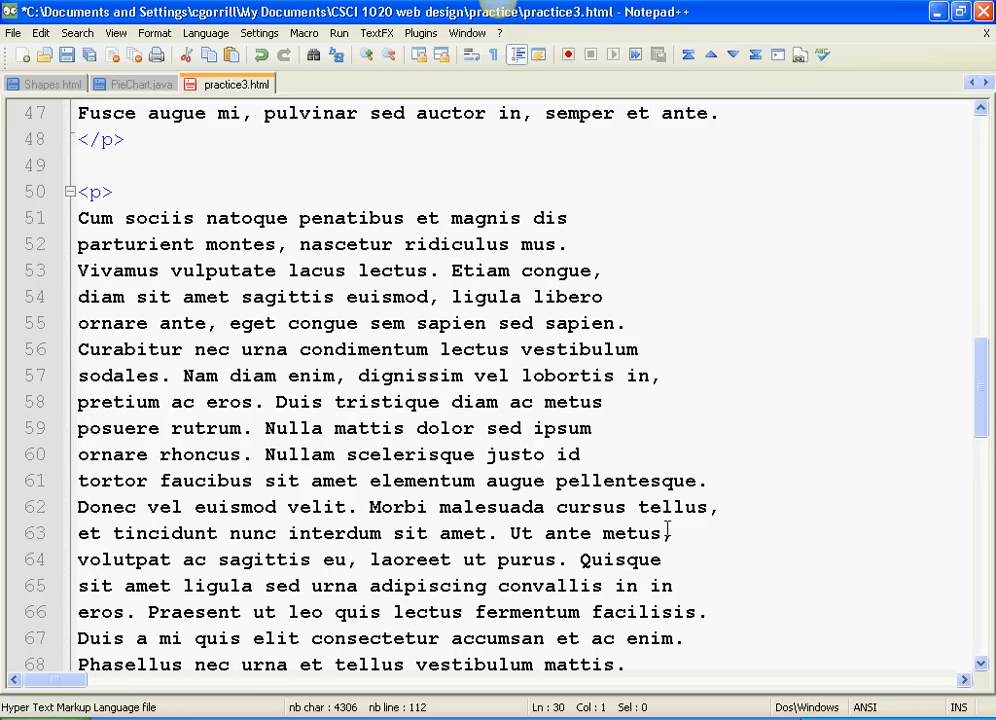 *C:\Documents and Settings\cgorrill\My Documents\CSCI 1020 web design\practice\practice3.html - Notepad++
File Edit Search View Format Language Settings Macro Run TextFX Plugins Window ? X
Shapes.html PieChart.java practice3.html
47 Fusce augue mi, pulvinar sed auctor in, semper et ante.
48 </p>
49
50 <p>
51 Cum sociis natoque penatibus et magnis dis
52 parturient montes, nascetur ridiculus mus.
53 Vivamus vulputate lacus lectus. Etiam congue,
54 diam sit amet sagittis euismod, ligula libero
55 ornare ante, eget congue sem sapien sed sapien.
56 Curabitur nec urna condimentum lectus vestibulum
57 sodales. Nam diam enim, dignissim vel lobortis in,
58 pretium ac eros. Duis tristique diam ac metus
59 posuere rutrum. Nulla mattis dolor sed ipsum
60 ornare rhoncus. Nullam scelerisque justo id
61 tortor faucibus sit amet elementum augue pellentesque.
62 Donec vel euismod velit. Morbi malesuada cursus tellus,
63 et tincidunt nunc interdum sit amet. Ut ante metus,
64 volutpat ac sagittis eu, laoreet ut purus. Quisque
65 sit amet ligula sed urna adipiscing convallis in in
66 eros. Praesent ut leo quis lectus fermentum facilisis.
67 Duis a mi quis elit consectetur accumsan et ac enim.
68 Phasellus nec urna et tellus vestibulum mattis.
Hyper Text Markup Language file nb char : 4306 nb line : 112 Ln : 30 Col : 1 Sel : 0 Dos\Windows ANSI INS